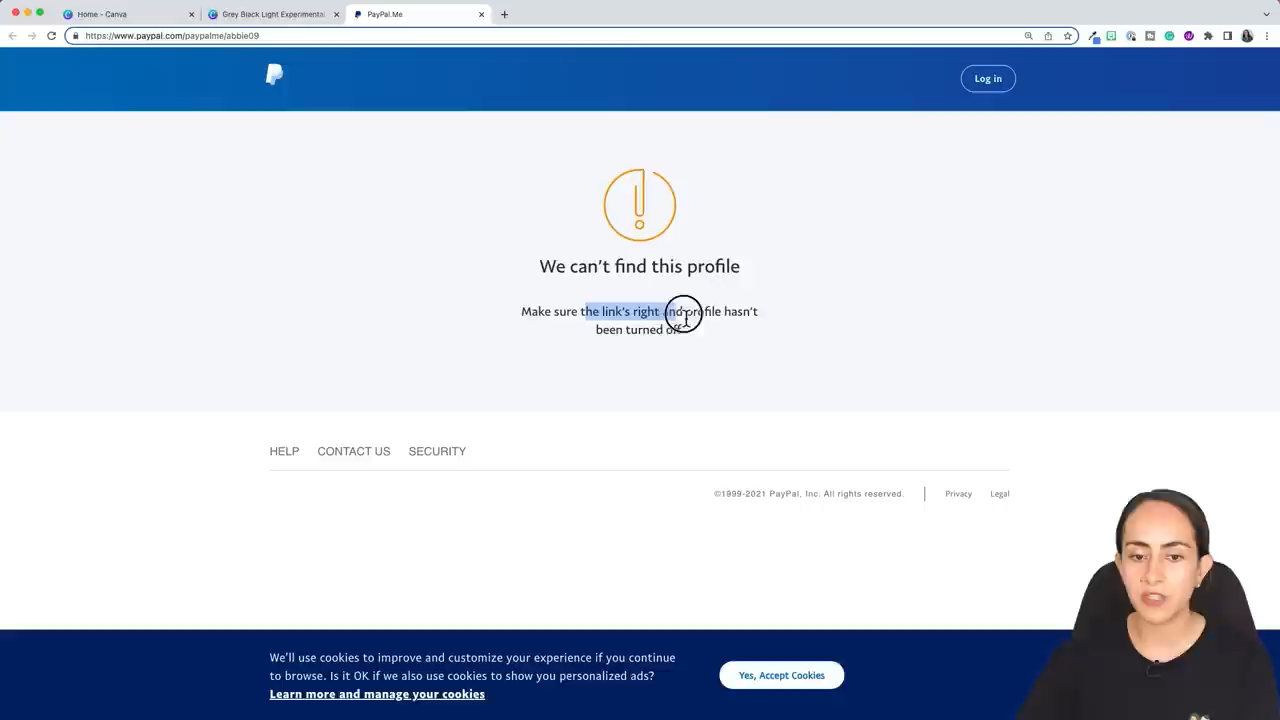 Home - Canva
Grey Black Light Experimenta
PayPal.Me
https://www.paypal.com/paypalme/abbie09
Log in
We can't find this profile
Make sure the link's right and profile hasn't
been turned off
HELP CONTACT US SECURITY
©1999-2021 PayPal, Inc. All rights reserved. Privacy Legal
We'll use cookies to improve and customize your experience if you continue
to browse. Is it OK if we also use cookies to show you personalized ads?
Learn more and manage your cookies
Yes, Accept Cookies